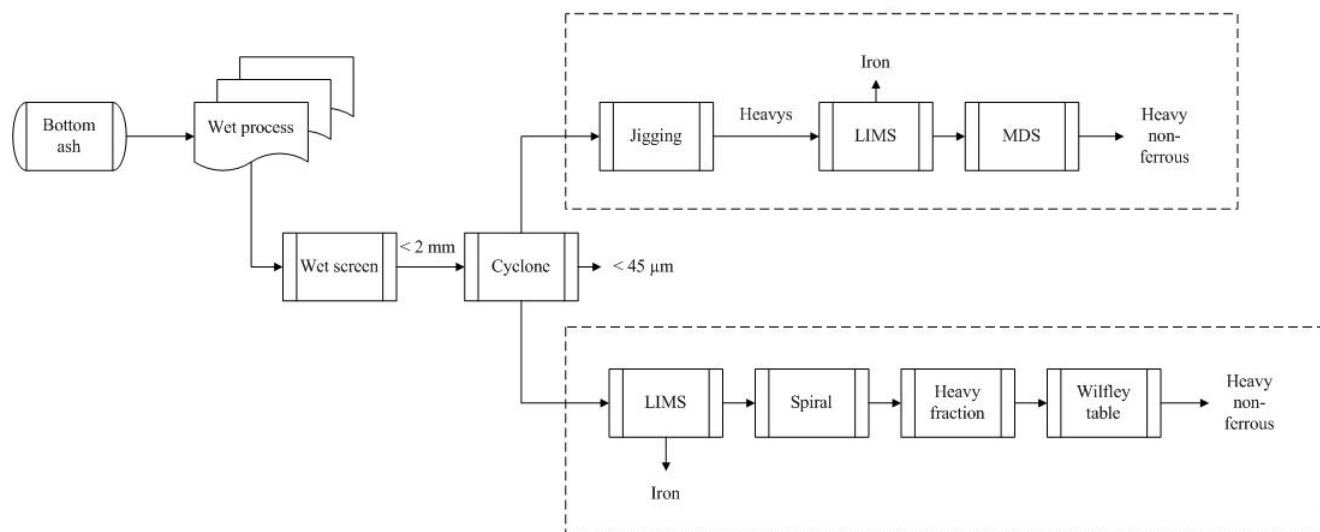 Bottom
ash
Wet process
Jigging
Heavys
Iron
LIMS
MDS
Heavy
non-
ferrous
Wet screen
< 2 mm
Cyclone
< 45 µm
LIMS
Iron
Spiral
Heavy
fraction
Wilfley
table
Heavy
non-
ferrous